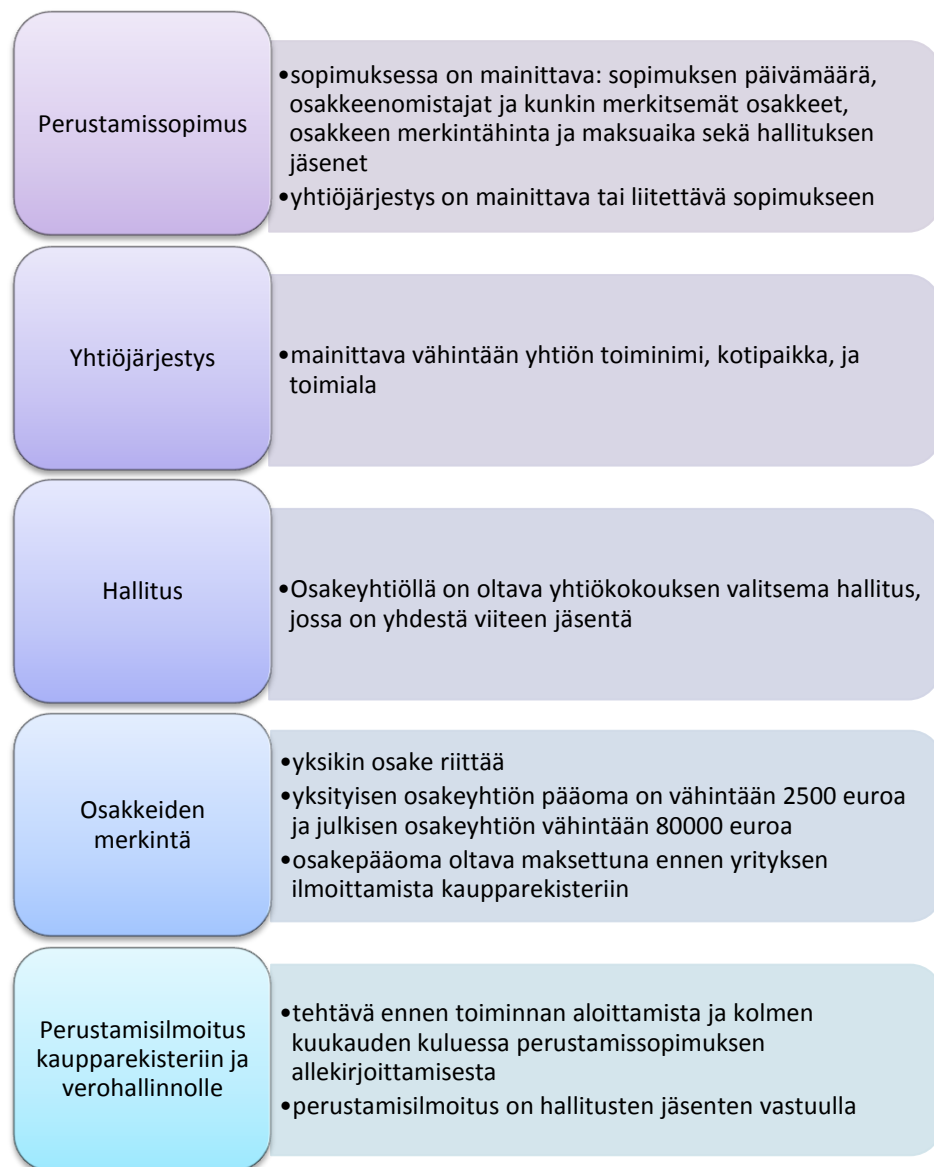 Perustamissopimus
•sopimuksessa on mainittava: sopimuksen päivämäärä,
osakkeenomistajat ja kunkin merkitsemät osakkeet,
osakkeen merkintähinta ja maksuaika sekä hallituksen
jäsenet
•yhtiöjärjestys on mainittava tai liitettävä sopimukseen
Yhtiöjärjestys
•mainittava vähintään yhtiön toiminimi, kotipaikka, ja
toimiala
Hallitus
•Osakeyhtiöllä on oltava yhtiökokouksen valitsema hallitus,
jossa on yhdestä viiteen jäsentä
Osakkeiden
merkintä
•yksikin osake riittää
•yksityisen osakeyhtiön pääoma on vähintään 2500 euroa
ja julkisen osakeyhtiön vähintään 80000 euroa
•osakepääoma oltava maksettuna ennen yrityksen
ilmoittamista kaupparekisteriin
Perustamisilmoitus
kaupparekisteriin ja
verohallinnolle
•tehtävä ennen toiminnan aloittamista ja kolmen
kuukauden kuluessa perustamissopimuksen
allekirjoittamisesta
•perustamisilmoitus on hallitusten jäsenten vastuulla